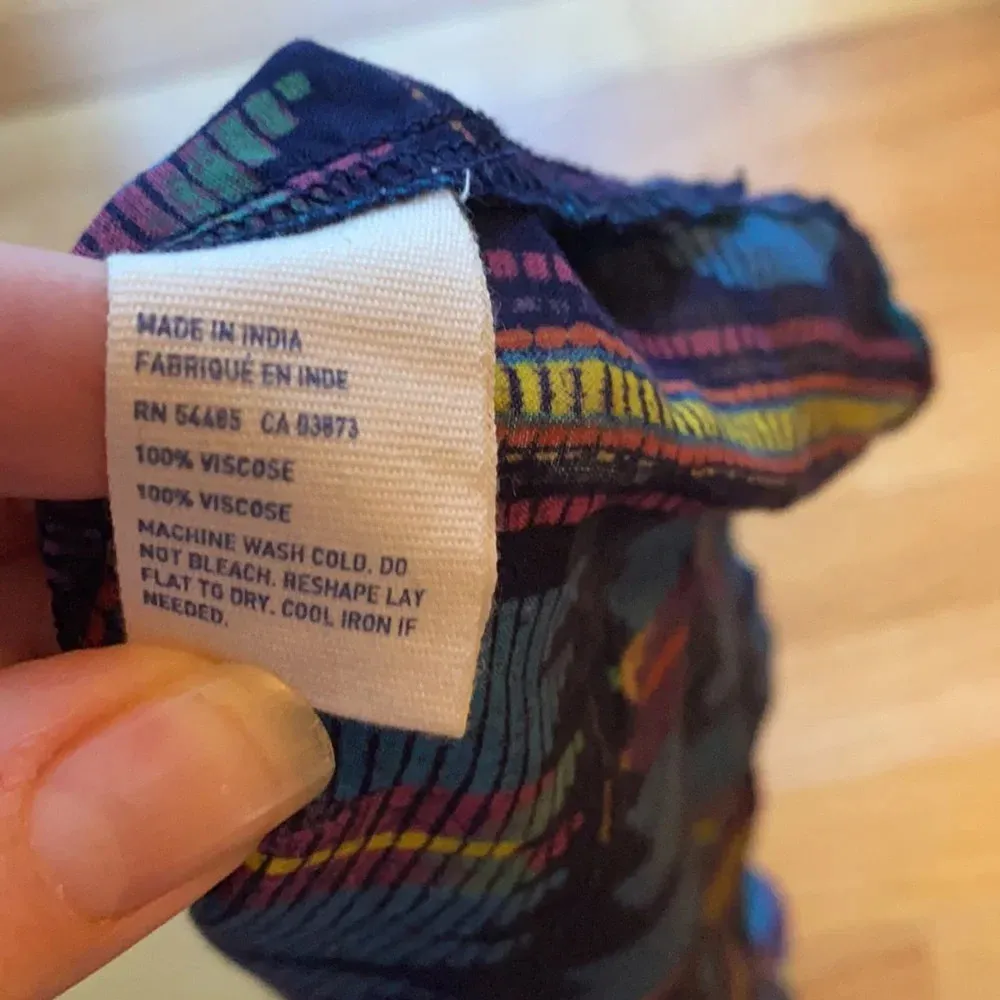 MADE IN INDIA
FABRIQUÉ EN INDE
RN 54485 CA 03873
100% VISCOSE
100% VISCOSE
MACHINE WASH COLD. DO
NOT BLEACH. RESHAPE LAY
FLAT TO DRY. COOL IRON IF
NEEDED.